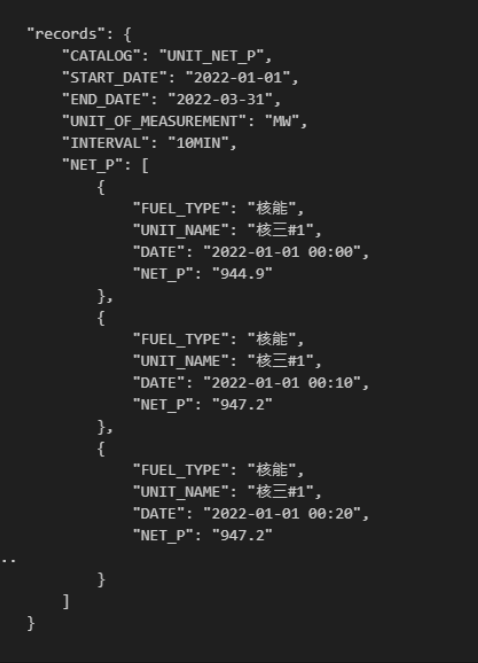 "records": {
"CATALOG": "UNIT_NET_P",
"START_DATE": "2022-01-01",
"END_DATE": "2022-03-31",
"UNIT_OF_MEASUREMENT": "MW",
"INTERVAL": "10MIN",
"NET_P": [
{
"FUEL_TYPE": "核能",
"UNIT_NAME": "核三#1",
"DATE": "2022-01-01 00:00",
"NET_P": "944.9"
},
{
"FUEL_TYPE": "核能",
"UNIT_NAME": "核三#1",
"DATE": "2022-01-01 00:10",
"NET_P": "947.2"
},
{
"FUEL_TYPE": "核能",
"UNIT_NAME": "核三#1",
"DATE": "2022-01-01 00:20",
"NET_P": "947.2"
..
}
]
}